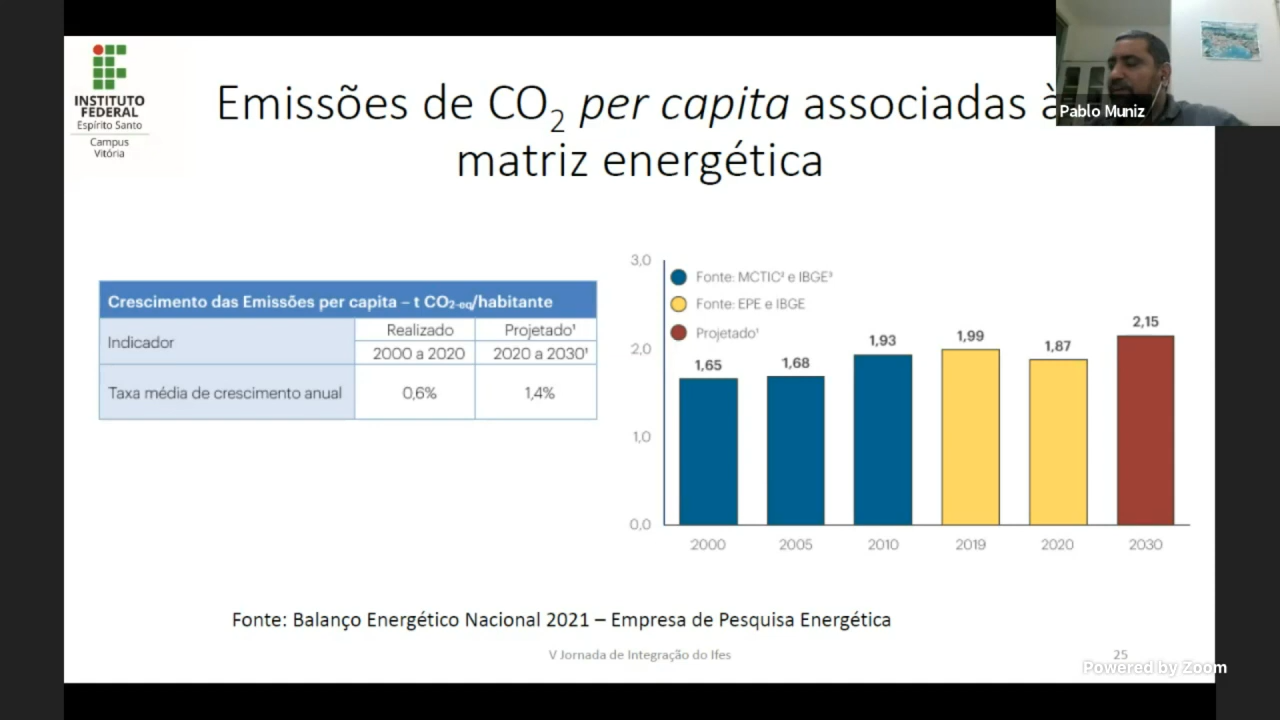 INSTITUTO
FEDERAL
Espírito Santo
Campus
Vitória
Emissões de CO₂ per capita associadas à
matriz energética
Pablo Muniz
Crescimento das Emissões per capita – t CO₂-eq/habitante
Indicador
Realizado
Projetado¹
2000 a 2020
2020 a 2030¹
Taxa média de crescimento anual
0,6%
1,4%
3,0
2,0
1,0
0,0
Fonte: MCTIC² e IBGE³
Fonte: EPE e IBGE
Projetado¹
1,65
1,68
1,93
1,99
1,87
2,15
2000
2005
2010
2019
2020
2030
Fonte: Balanço Energético Nacional 2021 – Empresa de Pesquisa Energética
V Jornada de Integração do Ifes
25
Powered by Zoom